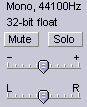 Mono, 44100Hz
32-bit float
Mute Solo
- +
L R